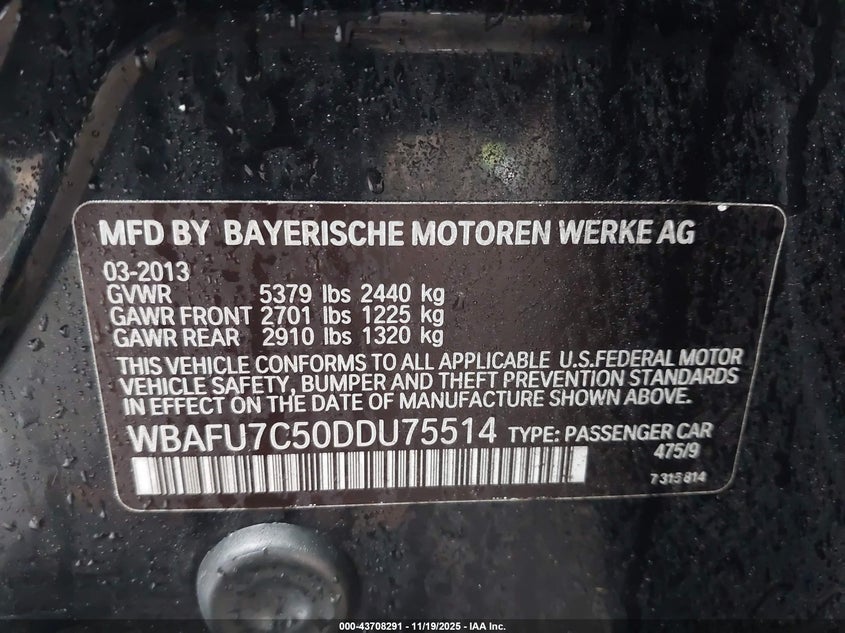 MFD BY BAYERISCHE MOTOREN WERKE AG
03-2013
GVWR 5379 lbs 2440 kg
GAWR FRONT 2701 lbs 1225 kg
GAWR REAR 2910 lbs 1320 kg
THIS VEHICLE CONFORMS TO ALL APPLICABLE U.S.FEDERAL MOTOR
VEHICLE SAFETY, BUMPER AND THEFT PREVENTION STANDARDS
IN EFFECT ON THE DATE OF MANUFACTURE SHOWN ABOVE.
WBAFU7C50DDU75514 TYPE: PASSENGER CAR
475/9
7 315 814
000-43708291 - 11/19/2025 - IAA Inc.